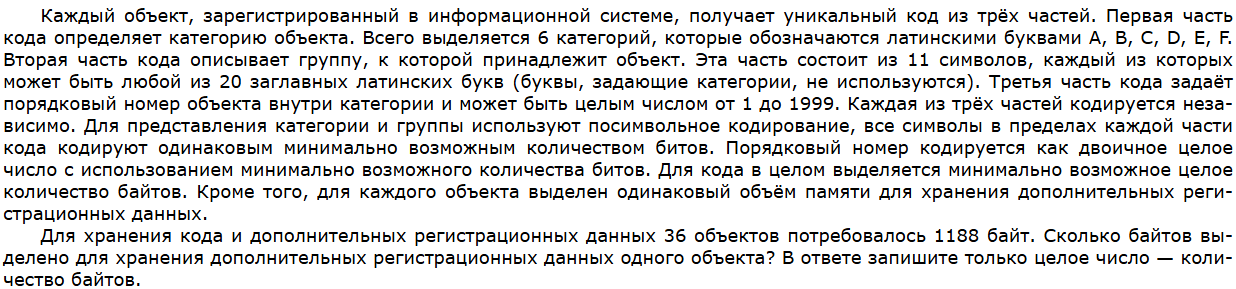 Каждый объект, зарегистрированный в информационной системе, получает уникальный код из трёх частей. Первая часть
кода определяет категорию объекта. Всего выделяется 6 категорий, которые обозначаются латинскими буквами A, B, C, D, E, F.
Вторая часть кода описывает группу, к которой принадлежит объект. Эта часть состоит из 11 символов, каждый из которых
может быть любой из 20 заглавных латинских букв (буквы, задающие категории, не используются). Третья часть кода задаёт
порядковый номер объекта внутри категории и может быть целым числом от 1 до 1999. Каждая из трёх частей кодируется неза-
висимо. Для представления категории и группы используют посимвольное кодирование, все символы в пределах каждой части
кода кодируют одинаковым минимально возможным количеством битов. Порядковый номер кодируется как двоичное целое
число с использованием минимально возможного количества битов. Для кода в целом выделяется минимально возможное целое
количество байтов. Кроме того, для каждого объекта выделен одинаковый объём памяти для хранения дополнительных реги-
страционных данных.
Для хранения кода и дополнительных регистрационных данных 36 объектов потребовалось 1188 байт. Сколько байтов вы-
делено для хранения дополнительных регистрационных данных одного объекта? В ответе запишите только целое число — коли-
чество байтов.